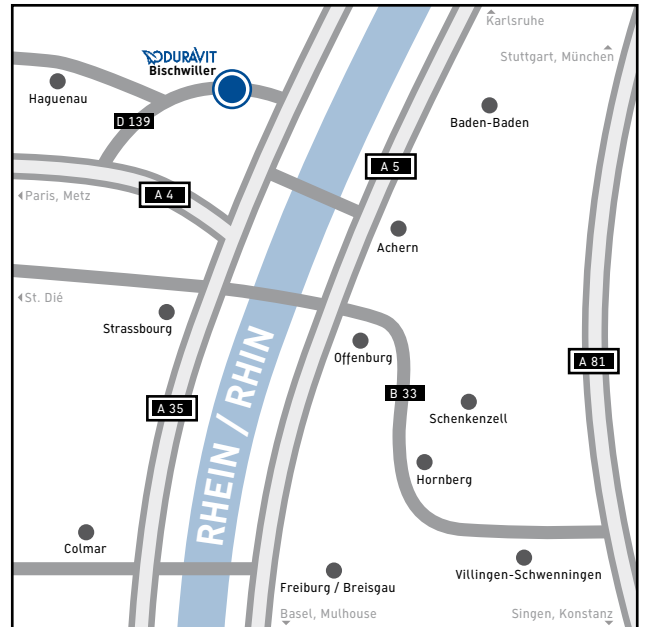 Karlsruhe
Stuttgart, München
DURAVIT
Bischwiller
Haguenau
Baden-Baden
D 139
A 5
A 4
Paris, Metz
Achern
St. Dié
Strassbourg
Offenburg
RHEIN / RHIN
A 81
B 33
A 35
Schenkenzell
Hornberg
Colmar
Villingen-Schwenningen
Freiburg / Breisgau
Basel, Mulhouse
Singen, Konstanz